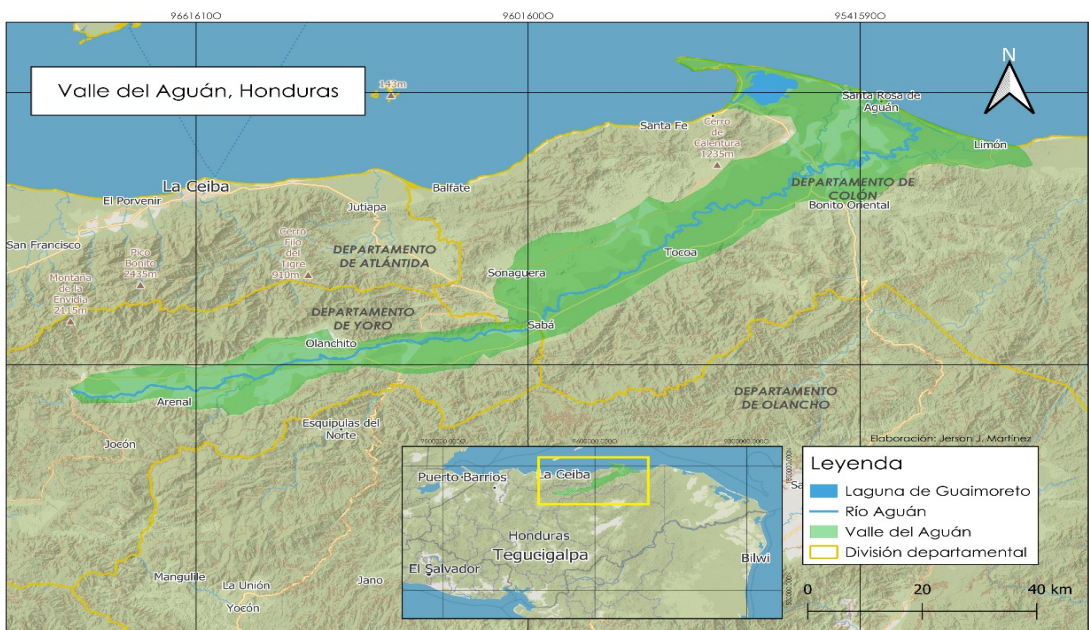 9661610O
9601600O
9541590O
Valle del Aguán, Honduras
143m
N
Santa Rosa de
Aguán
Santa Fé
Cerro
de
Calentura
1235m
Limón
La Ceiba
El Porvenir
Balfate
DEPARTAMENTO DE
COLÓN
Jutiapa
Bonito Oriental
San Francisco
Pico
Bonito
2435m
Cerro
Filo
del
Tigre
910m
DEPARTAMENTO
DE ATLÁNTIDA
Tocoa
Montaña
de la
Envidia
2115m
Sonaguera
DEPARTAMENTO
DE YORO
Sabá
Olanchito
Arenal
DEPARTAMENTO
DE OLANCHO
Esquipulas del
Norte
Jocón
Elaboración: Jerson J. Martínez
Mangulile
La Unión
Yocón
Jano
La Ceiba
Puerto Barrios
Honduras
Tegucigalpa
El Salvador
Bilwi
Leyenda
Laguna de Guaimoreto
Río Aguán
Valle del Aguán
División departamental
0 20 40 km